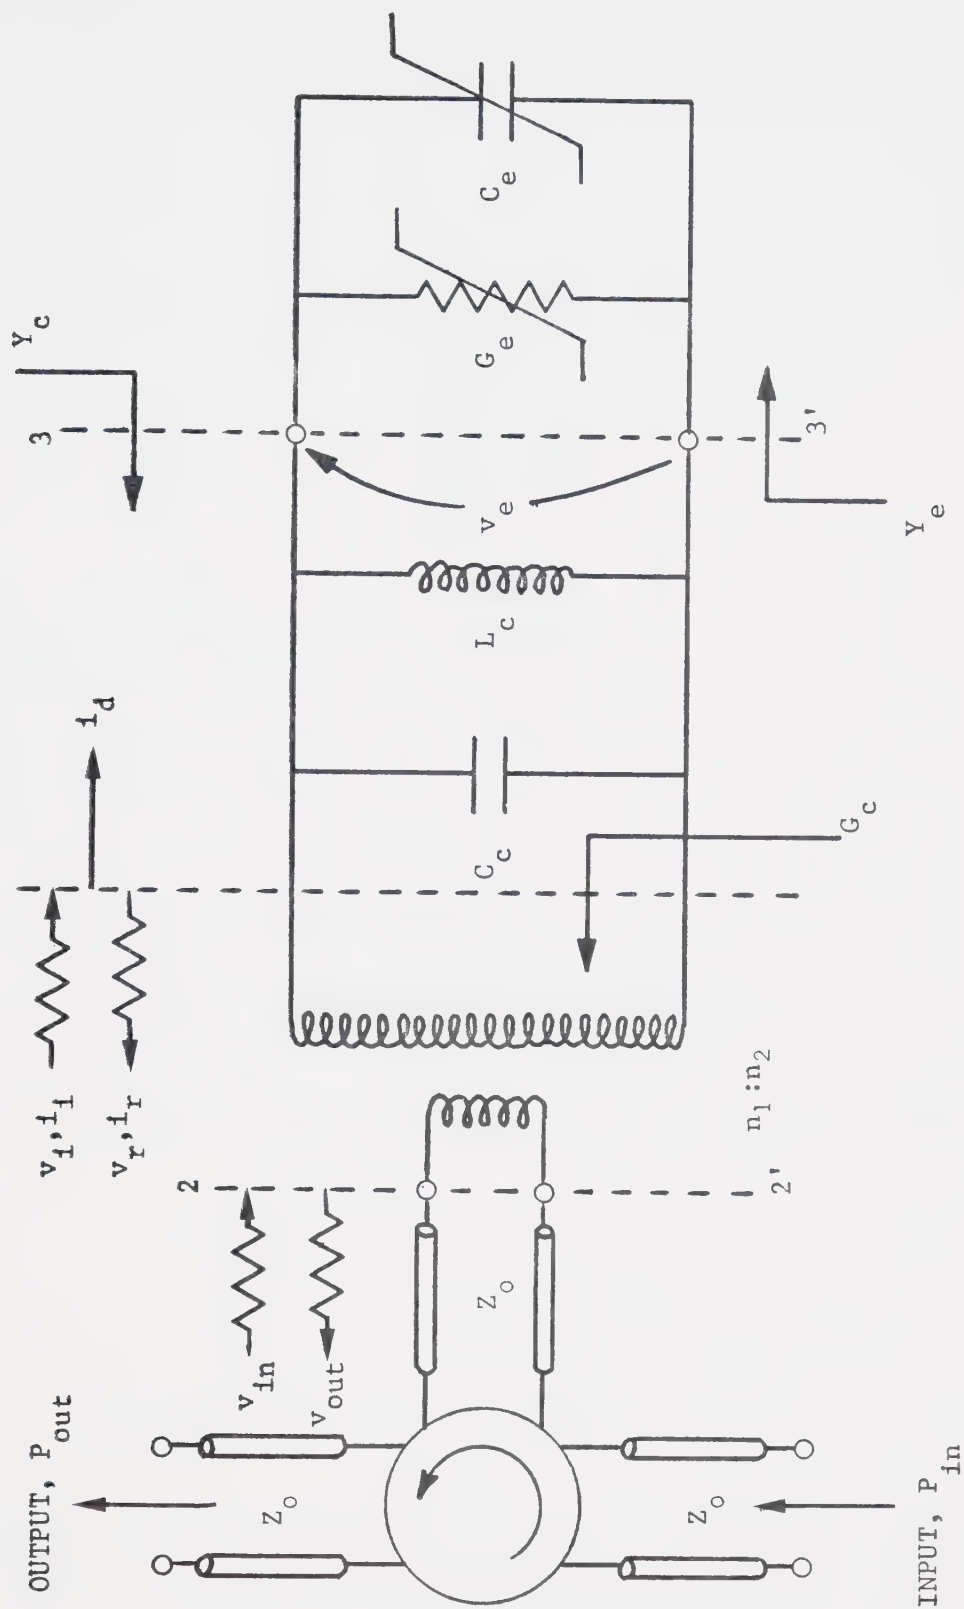 OUTPUT, P_out
Z_o
INPUT, P_in
Z_o
v_in
v_out
2
2'
Z_o
n_1:n_2
v_i,i_i
v_r,i_r
i_d
G_c
C_c
L_c
v_e
3
3'
Y_c
Y_e
G_e
C_e